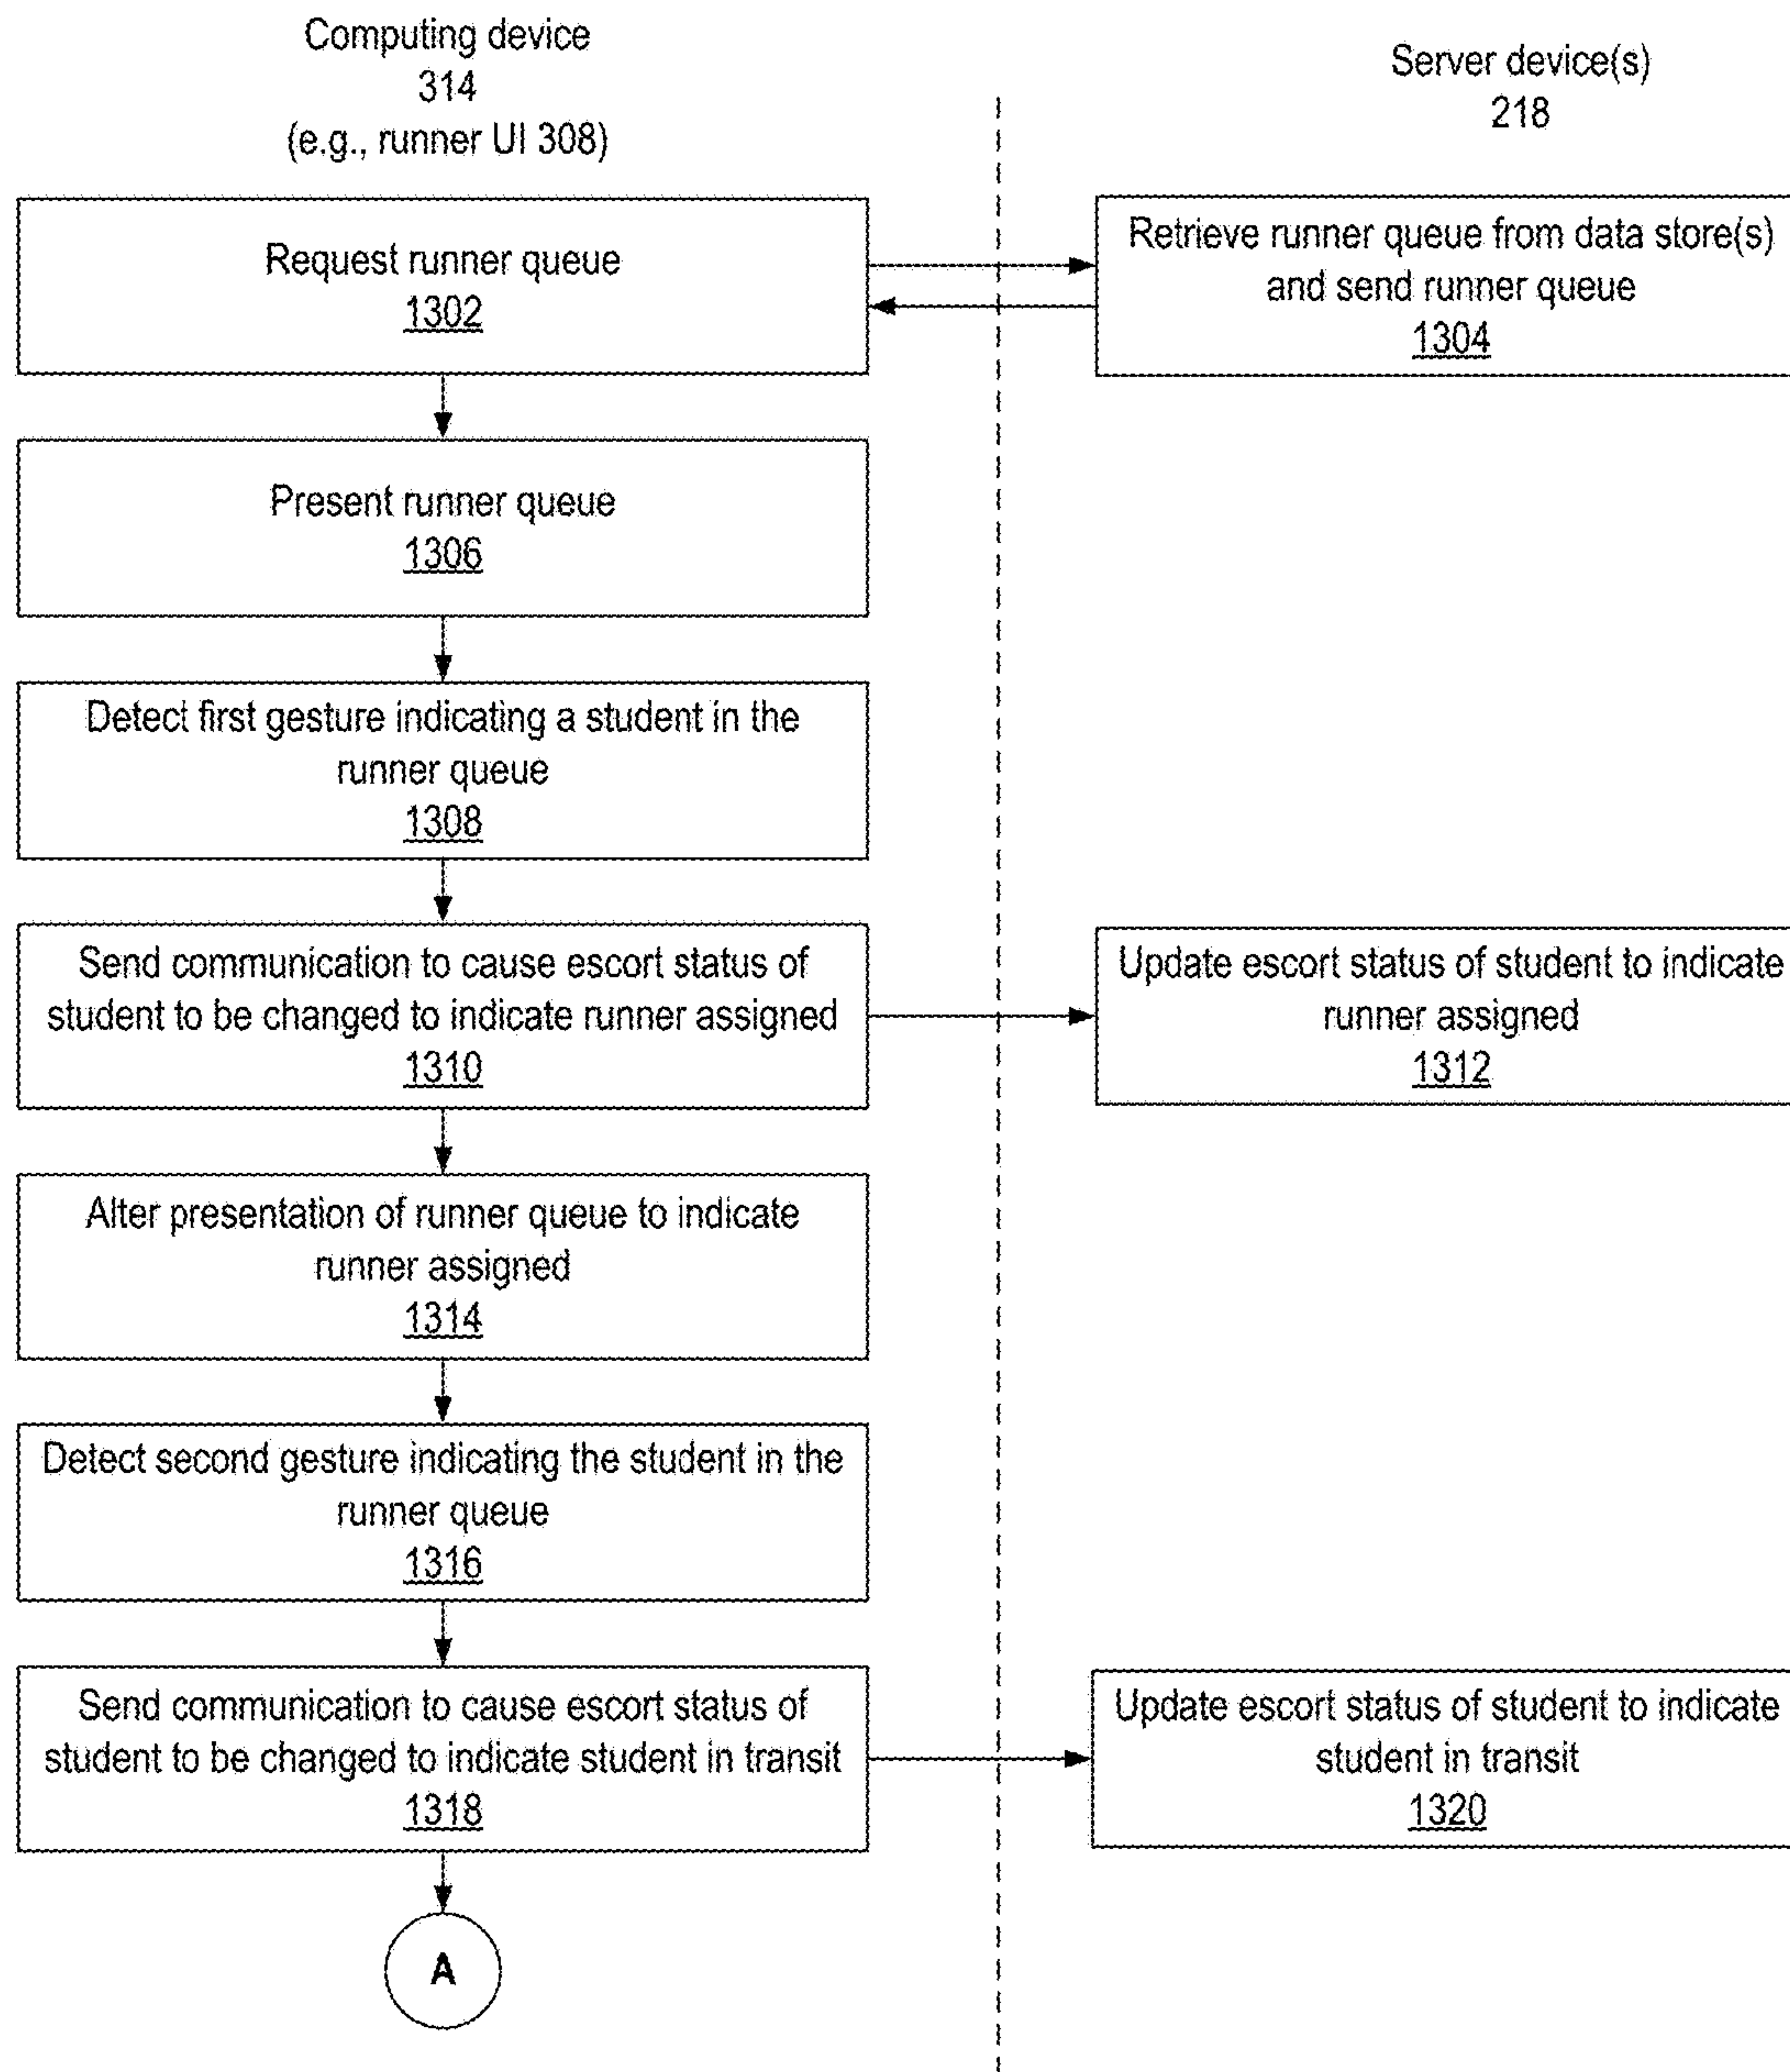 Computing device
314
(e.g., runner UI 308)
Server device(s)
218
Request runner queue
1302
Retrieve runner queue from data store(s)
and send runner queue
1304
Present runner queue
1306
Detect first gesture indicating a student in the
runner queue
1308
Send communication to cause escort status of
student to be changed to indicate runner assigned
1310
Update escort status of student to indicate
runner assigned
1312
Alter presentation of runner queue to indicate
runner assigned
1314
Detect second gesture indicating the student in the
runner queue
1316
Send communication to cause escort status of
student to be changed to indicate student in transit
1318
Update escort status of student to indicate
student in transit
1320
A